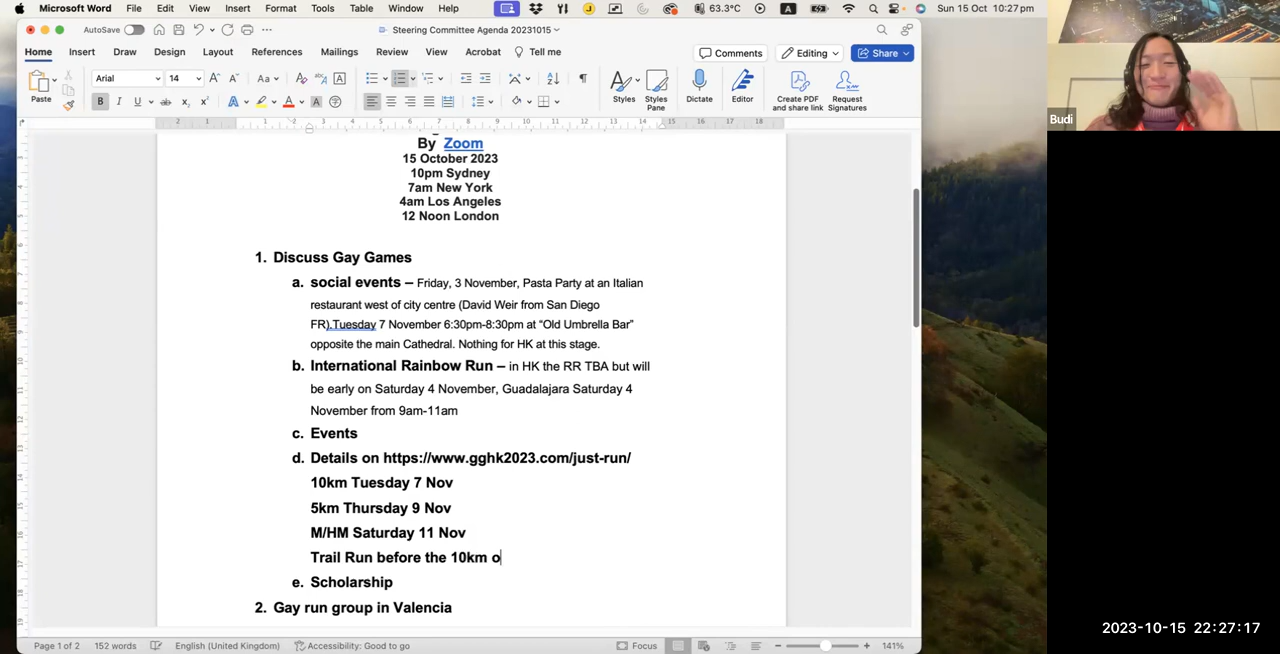 Microsoft Word File Edit View Insert Format Tools Table Window Help 63.3°C A Sun 15 Oct 10:27 pm
AutoSave Steering Committee Agenda 20231015
Home Insert Draw Design Layout References Mailings Review View Acrobat Tell me Comments Editing Share
Arial 14
Paste Styles Styles Pane Dictate Editor Create PDF and share link Request Signatures
By Zoom
15 October 2023
10pm Sydney
7am New York
4am Los Angeles
12 Noon London
1. Discuss Gay Games
a. social events – Friday, 3 November, Pasta Party at an Italian
restaurant west of city centre (David Weir from San Diego
FR).Tuesday 7 November 6:30pm-8:30pm at “Old Umbrella Bar”
opposite the main Cathedral. Nothing for HK at this stage.
b. International Rainbow Run – in HK the RR TBA but will
be early on Saturday 4 November, Guadalajara Saturday 4
November from 9am-11am
c. Events
d. Details on https://www.gghk2023.com/just-run/
10km Tuesday 7 Nov
5km Thursday 9 Nov
M/HM Saturday 11 Nov
Trail Run before the 10km o
e. Scholarship
2. Gay run group in Valencia
Page 1 of 2 152 words English (United Kingdom) Accessibility: Good to go Focus 141%
Budi
2023-10-15 22:27:17